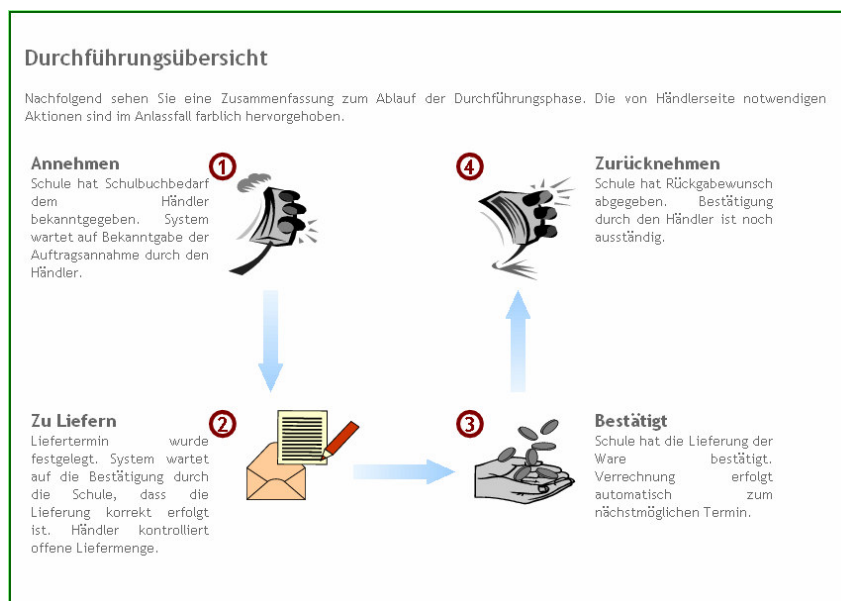 Durchführungsübersicht
Nachfolgend sehen Sie eine Zusammenfassung zum Ablauf der Durchführungsphase. Die von Händlerseite notwendigen
Aktionen sind im Anlassfall farblich hervorgehoben.
Annehmen
1
Schule hat Schulbuchbedarf
dem Händler
bekanntgegeben. System
wartet auf Bekanntgabe der
Auftragsannahme durch den
Händler.
4
Zurücknehmen
Schule hat Rückgabewunsch
abgegeben. Bestätigung
durch den Händler ist noch
ausständig.
Zu Liefern
2
Liefertermin wurde
festgelegt. System wartet
auf die Bestätigung durch
die Schule, dass die
Lieferung korrekt erfolgt
ist. Händler kontrolliert
offene Liefermenge.
3
Bestätigt
Schule hat die Lieferung der
Ware bestätigt.
Verrechnung erfolgt
automatisch zum
nächstmöglichen Termin.